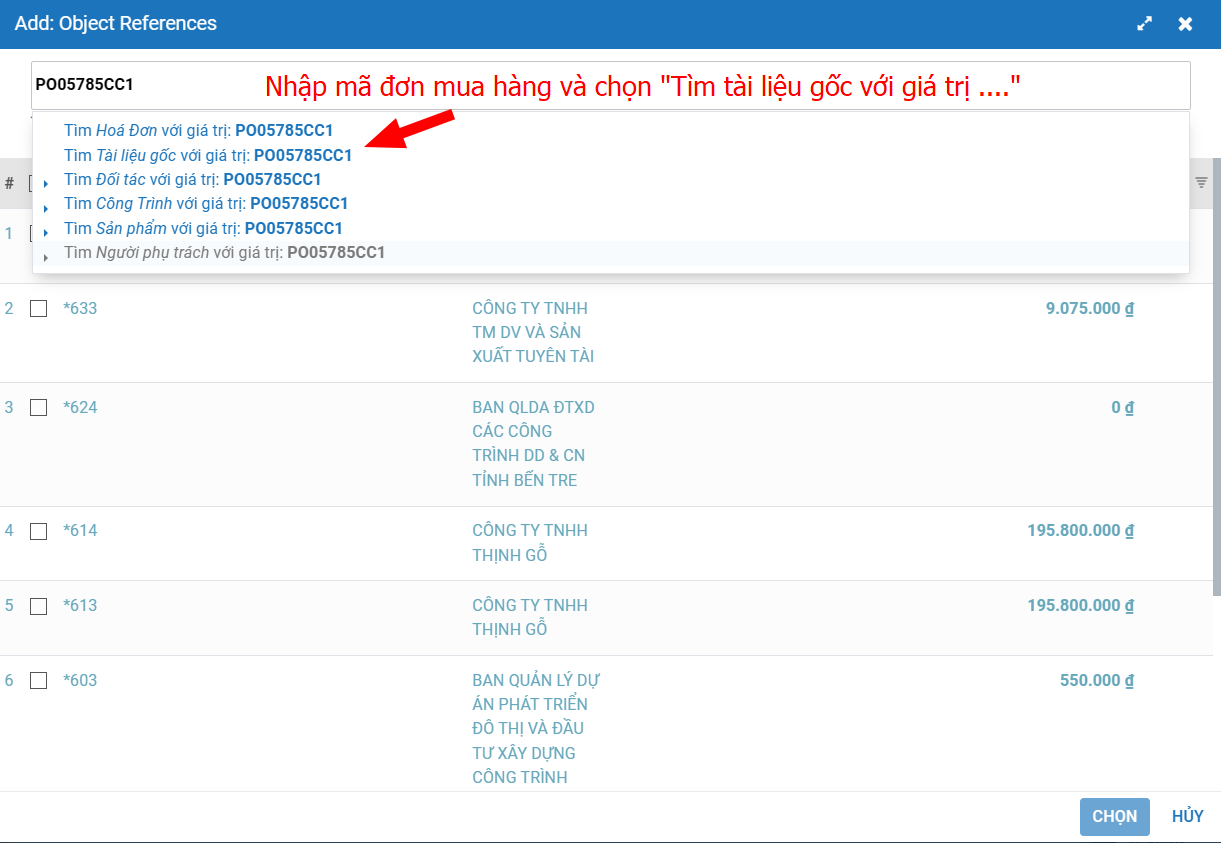 Add: Object References
PO05785CC1
Nhập mã đơn mua hàng và chọn "Tìm tài liệu gốc với giá trị ...."
Tìm Hoá Đơn với giá trị: PO05785CC1
Tìm Tài liệu gốc với giá trị: PO05785CC1
Tìm Đối tác với giá trị: PO05785CC1
Tìm Công Trình với giá trị: PO05785CC1
Tìm Sản phẩm với giá trị: PO05785CC1
Tìm Người phụ trách với giá trị: PO05785CC1
#
1
2 *633 CÔNG TY TNHH 9.075.000 ₫
TM DV VÀ SẢN
XUẤT TUYÊN TÀI
3 *624 BAN QLDA ĐTXD 0 ₫
CÁC CÔNG
TRÌNH DD & CN
TỈNH BẾN TRE
4 *614 CÔNG TY TNHH 195.800.000 ₫
THỊNH GỖ
5 *613 CÔNG TY TNHH 195.800.000 ₫
THỊNH GỖ
6 *603 BAN QUẢN LÝ DỰ 550.000 ₫
ÁN PHÁT TRIỂN
ĐÔ THỊ VÀ ĐẦU
TƯ XÂY DỰNG
CÔNG TRÌNH
CHỌN HỦY